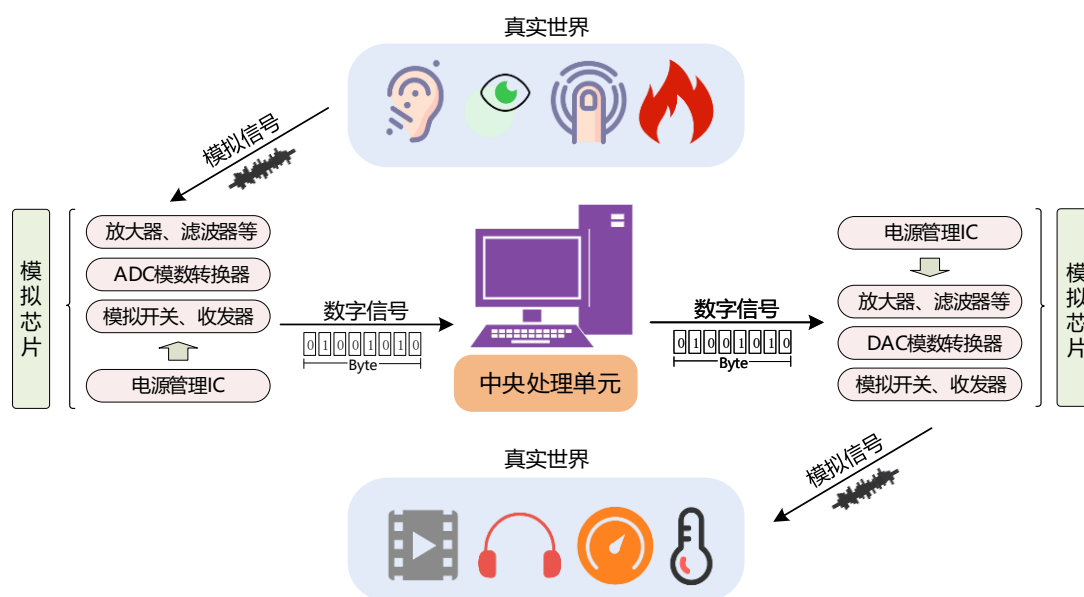 真实世界
模拟信号
模拟芯片
放大器、滤波器等
ADC模数转换器
模拟开关、收发器
电源管理IC
数字信号
0 1 0 0 1 0 1 0
Byte
中央处理单元
数字信号
0 1 0 0 1 0 1 0
Byte
电源管理IC
放大器、滤波器等
DAC模数转换器
模拟开关、收发器
模拟芯片
模拟信号
真实世界